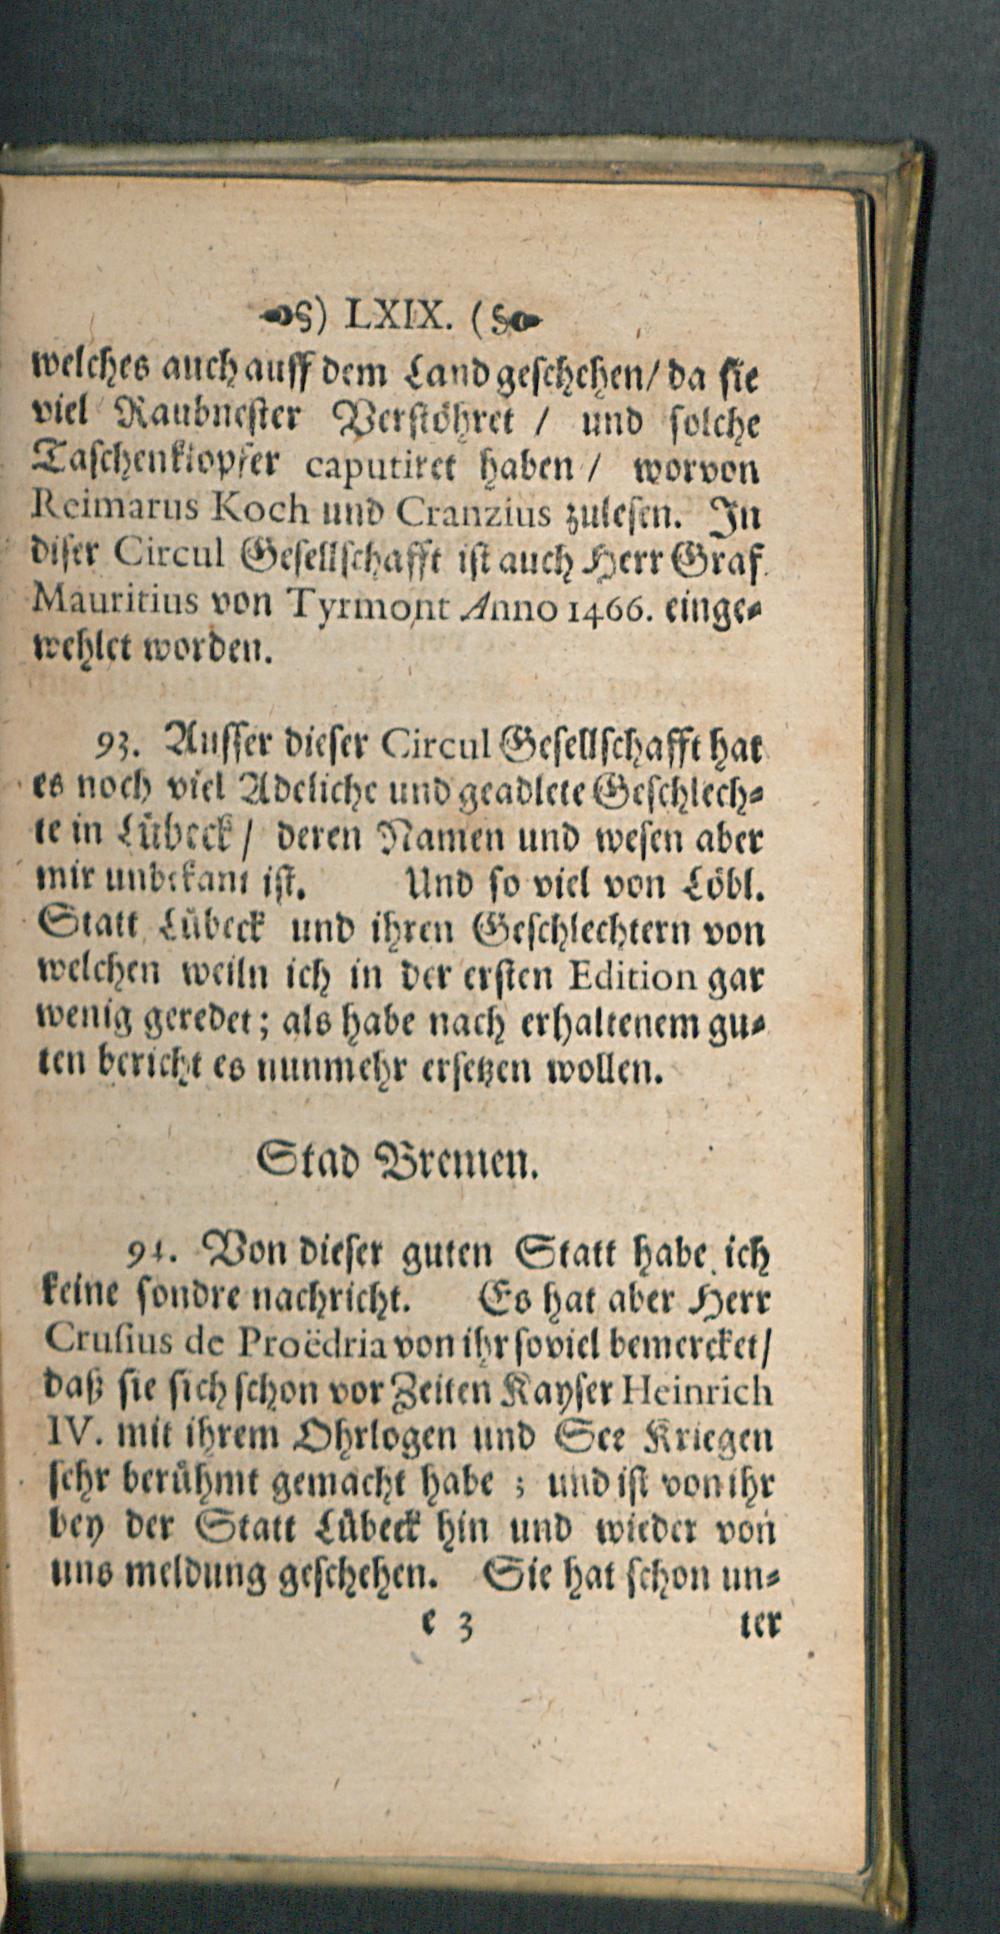 §) LXIX. (§
welches auch auff dem Land geschehen/ da sie
viel Raubnester Verstöhret / und solche
Taschenklopfer caputiret haben / worvon
Reimarus Koch und Cranzius zulesen. In
diser Circul Gesellschafft ist auch Herr Graf
Mauritius von Tyrmont Anno 1466. einge-
wehlet worden.
93. Ausser dieser Circul Gesellschafft hat
es noch viel Adeliche und geadlete Geschlech-
te in Lübeck / deren Namen und wesen aber
mir unbekant ist. Und so viel von Löbl.
Statt Lübeck und ihren Geschlechtern von
welchen weiln ich in der ersten Edition gar
wenig geredet; als habe nach erhaltenem gu-
ten bericht es nunmehr ersetzen wollen.
Stad Bremen.
94. Von dieser guten Statt habe ich
keine sondre nachricht. Es hat aber Herr
Crusius de Proëdria von ihr soviel bemercket/
daß sie sich schon vor Zeiten Kayser Heinrich
IV. mit ihrem Ohrlogen und See Kriegen
sehr berühmt gemacht habe ; und ist von ihr
bey der Statt Lübeck hin und wieder von
uns meldung geschehen. Sie hat schon un-
e 3 ter